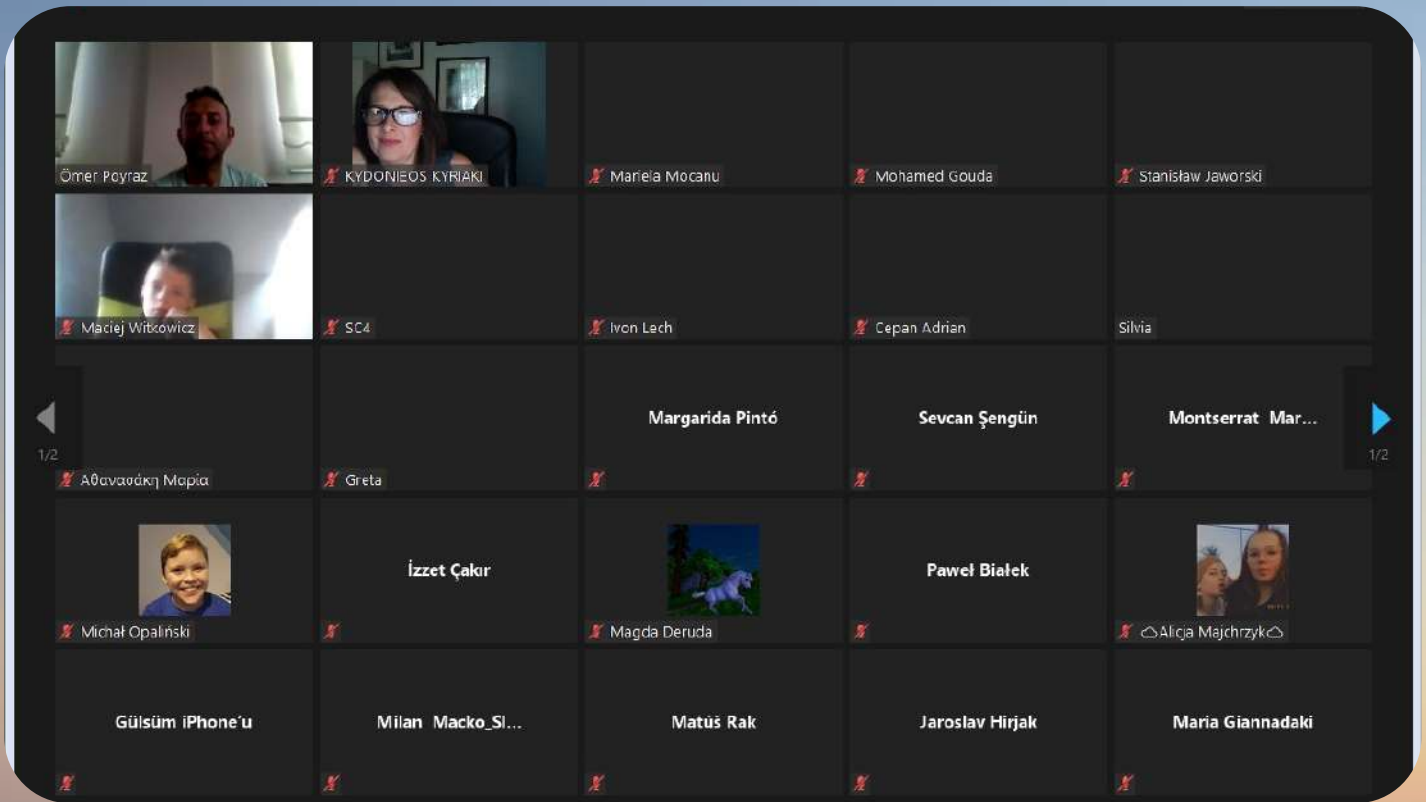 Ömer Poyraz
KYDONIEOS KYRIAKI
Mariela Mocanu
Mohamed Gouda
Stanisław Jaworski
Maciej Witkowicz
SC4
Ivon Lech
Cepan Adrian
Silvia
Αθανασάκη Μαρία
Greta
Margarida Pintó
Sevcan Şengün
Montserrat Mar...
1/2
1/2
Michał Opaliński
İzzet Çakır
Magda Deruda
Paweł Białek
Alicja Majchrzyk
Gülsüm iPhone'u
Milan Macko_Sl...
Matúš Rak
Jaroslav Hirjak
Maria Giannadaki